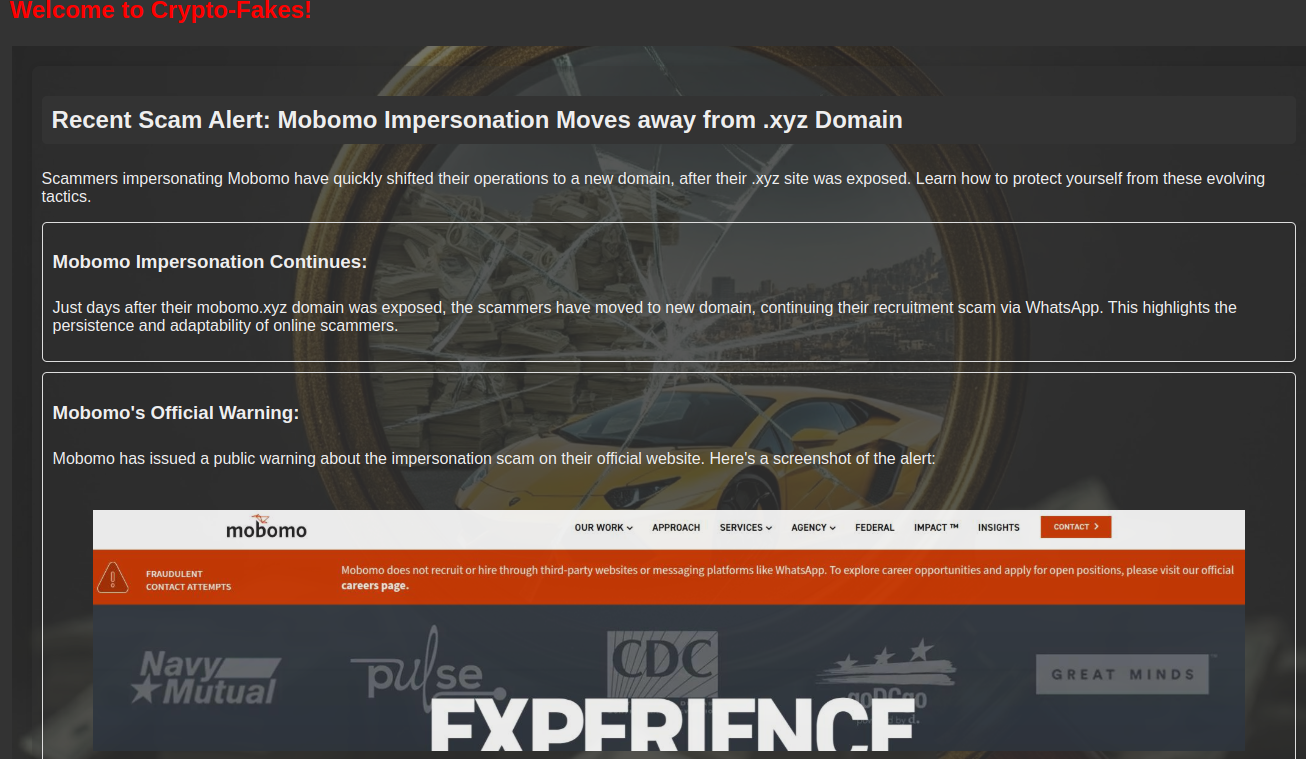 Welcome to Crypto-Fakes!
Recent Scam Alert: Mobomo Impersonation Moves away from .xyz Domain
Scammers impersonating Mobomo have quickly shifted their operations to a new domain, after their .xyz site was exposed. Learn how to protect yourself from these evolving
tactics.
Mobomo Impersonation Continues:
Just days after their mobomo.xyz domain was exposed, the scammers have moved to new domain, continuing their recruitment scam via WhatsApp. This highlights the
persistence and adaptability of online scammers.
Mobomo's Official Warning:
Mobomo has issued a public warning about the impersonation scam on their official website. Here's a screenshot of the alert:
mobomo OUR WORK APPROACH SERVICES AGENCY FEDERAL IMPACT ™ INSIGHTS CONTACT
FRAUDULENT
CONTACT ATTEMPTS
Mobomo does not recruit or hire through third-party websites or messaging platforms like WhatsApp. To explore career opportunities and apply for open positions, please visit our official
careers page.
Navy
Mutual
pulse
CDC
goDCgo
powered by d.
GREAT MINDS
EXPERIENCE